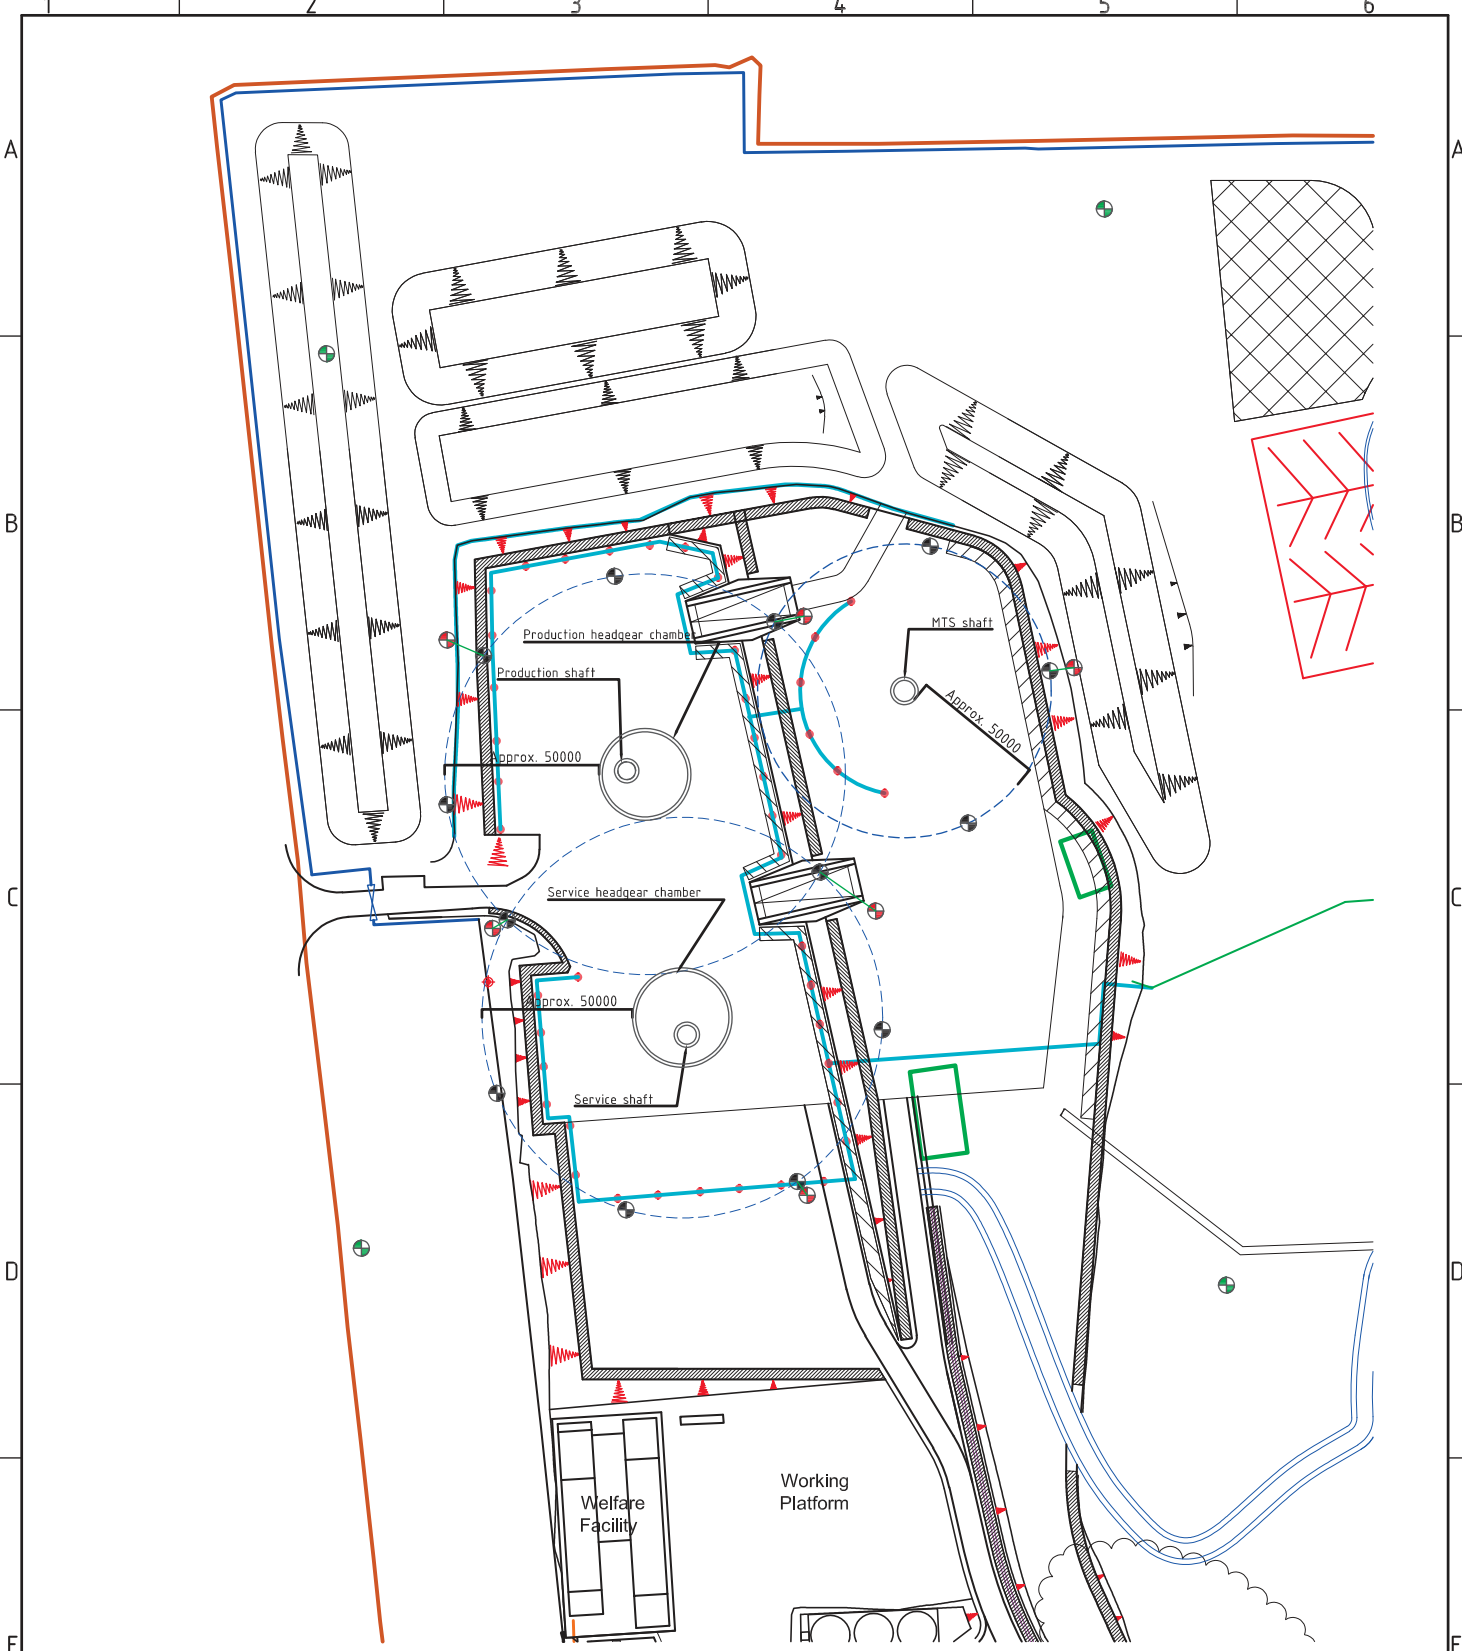 1 2 3 4 5 6
A A
B B
MTS shaft
Production headgear chamber
Production shaft
Approx. 50000
Approx. 50000
C C
Service headgear chamber
Approx. 50000
Service shaft
D D
Working
Platform
Welfare
Facility